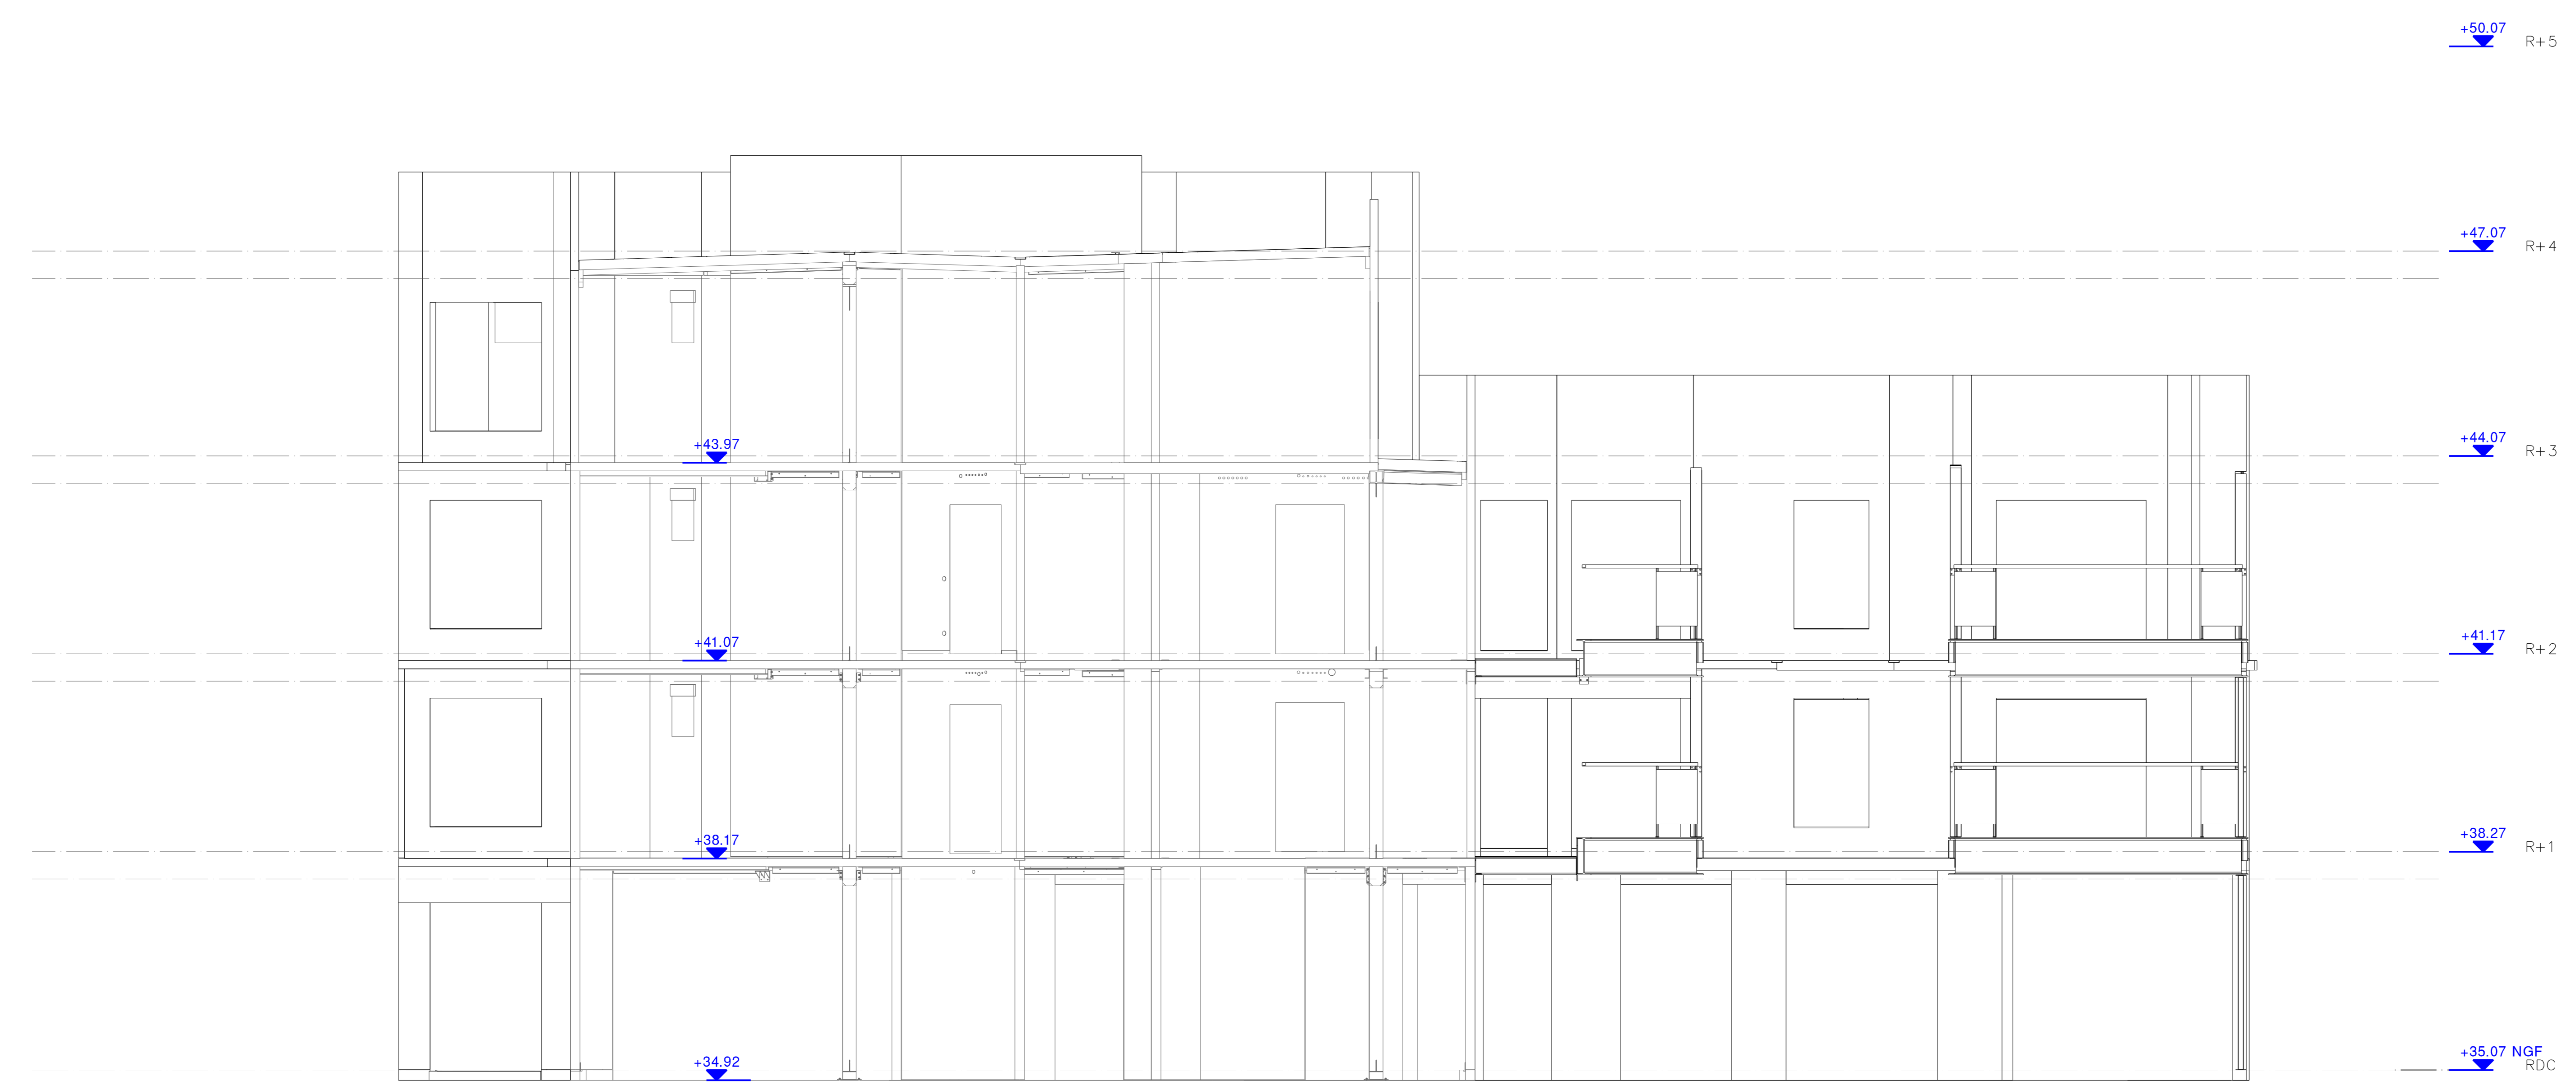 +50.07
R+5
+47.07
R+4
+43.97
+44.07
R+3
+41.07
+41.17
R+2
+38.17
+38.27
R+1
+34.92
+35.07 NGF
RDC